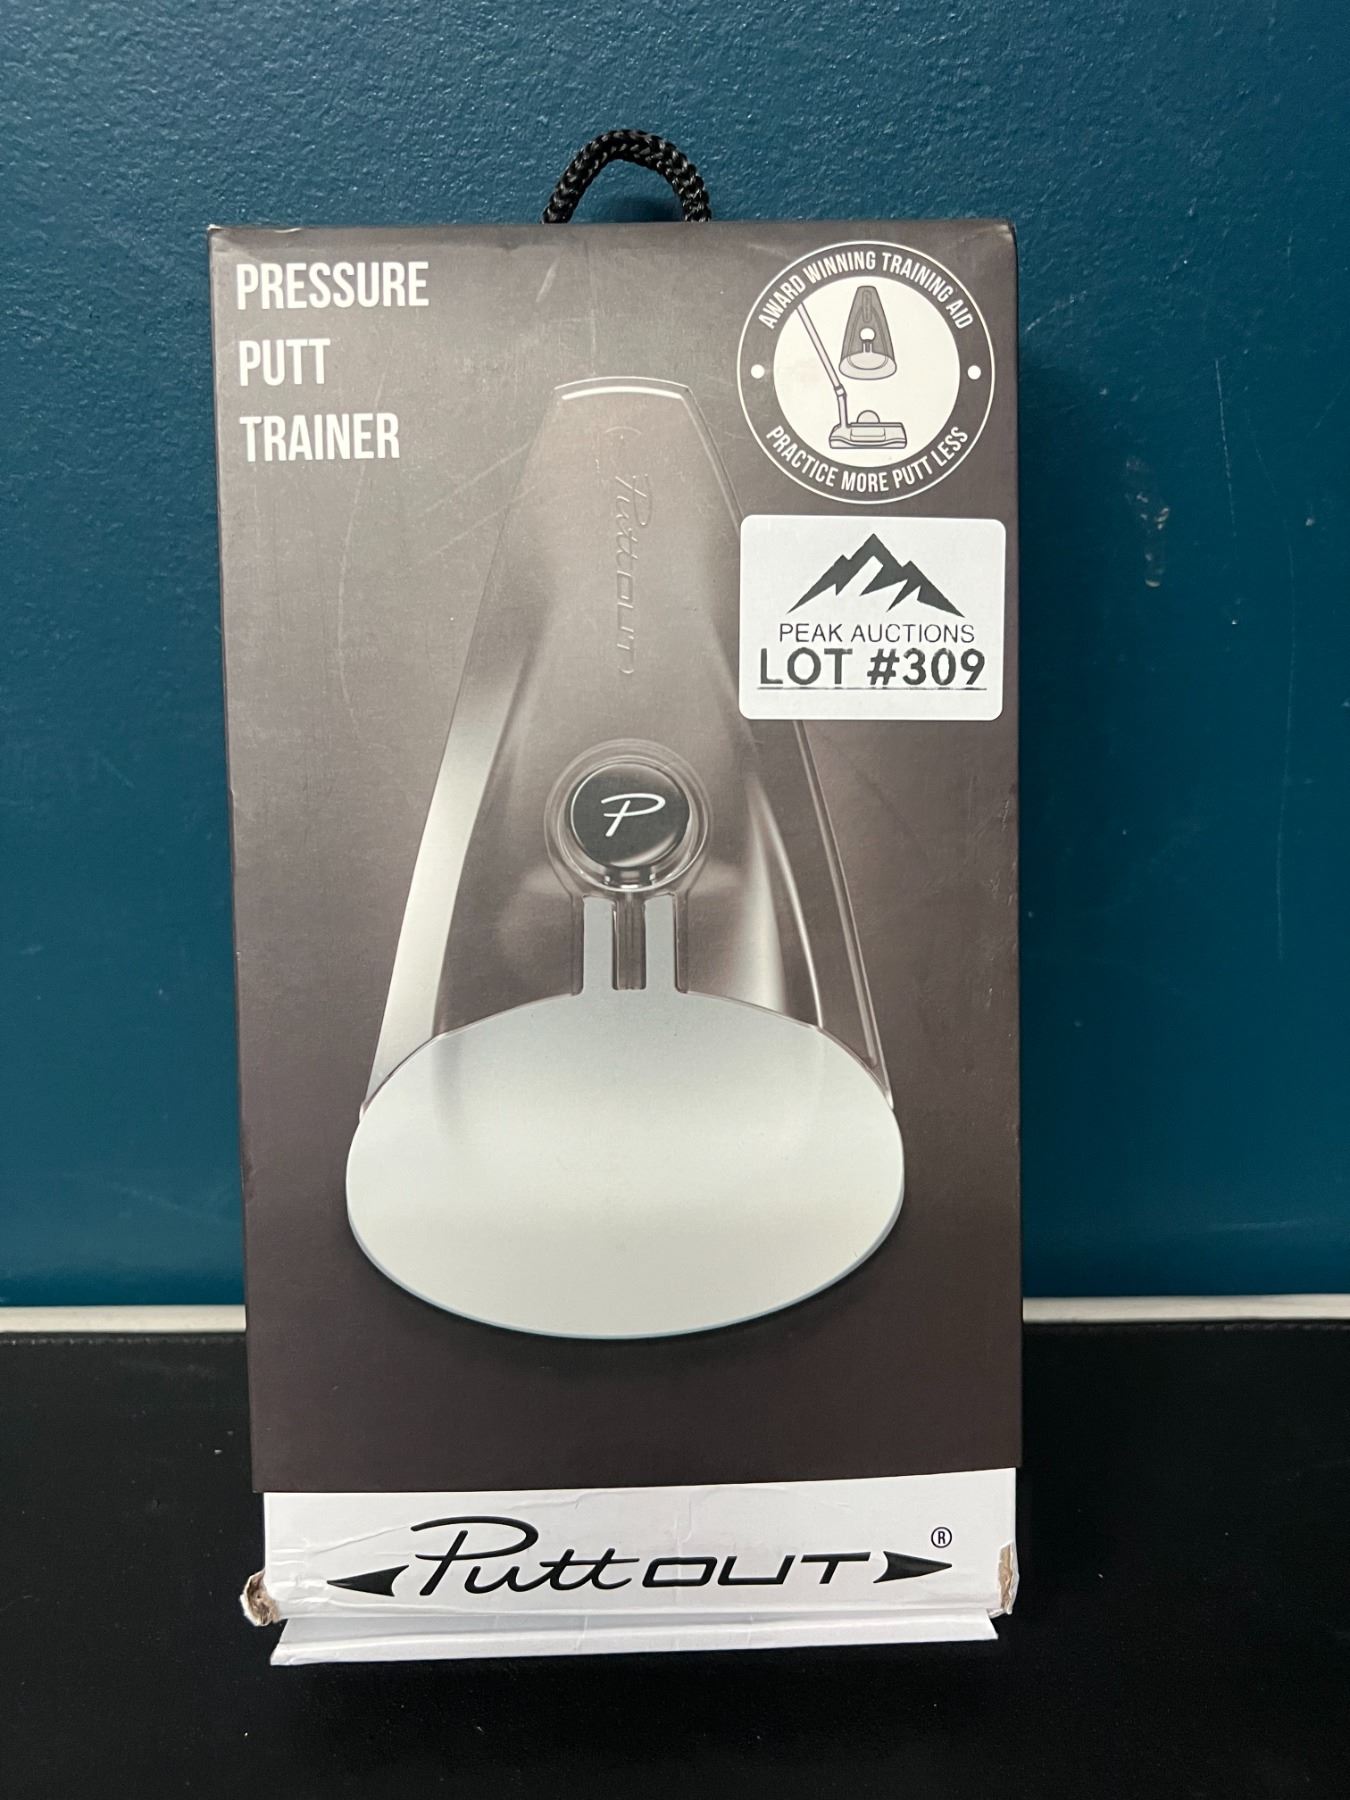 PRESSURE
PUTT
TRAINER
AWARD WINNING TRAINING AID
PRACTICE MORE PUTT LESS
PEAK AUCTIONS
LOT #309
PuttOUT
P
PuttOUT®